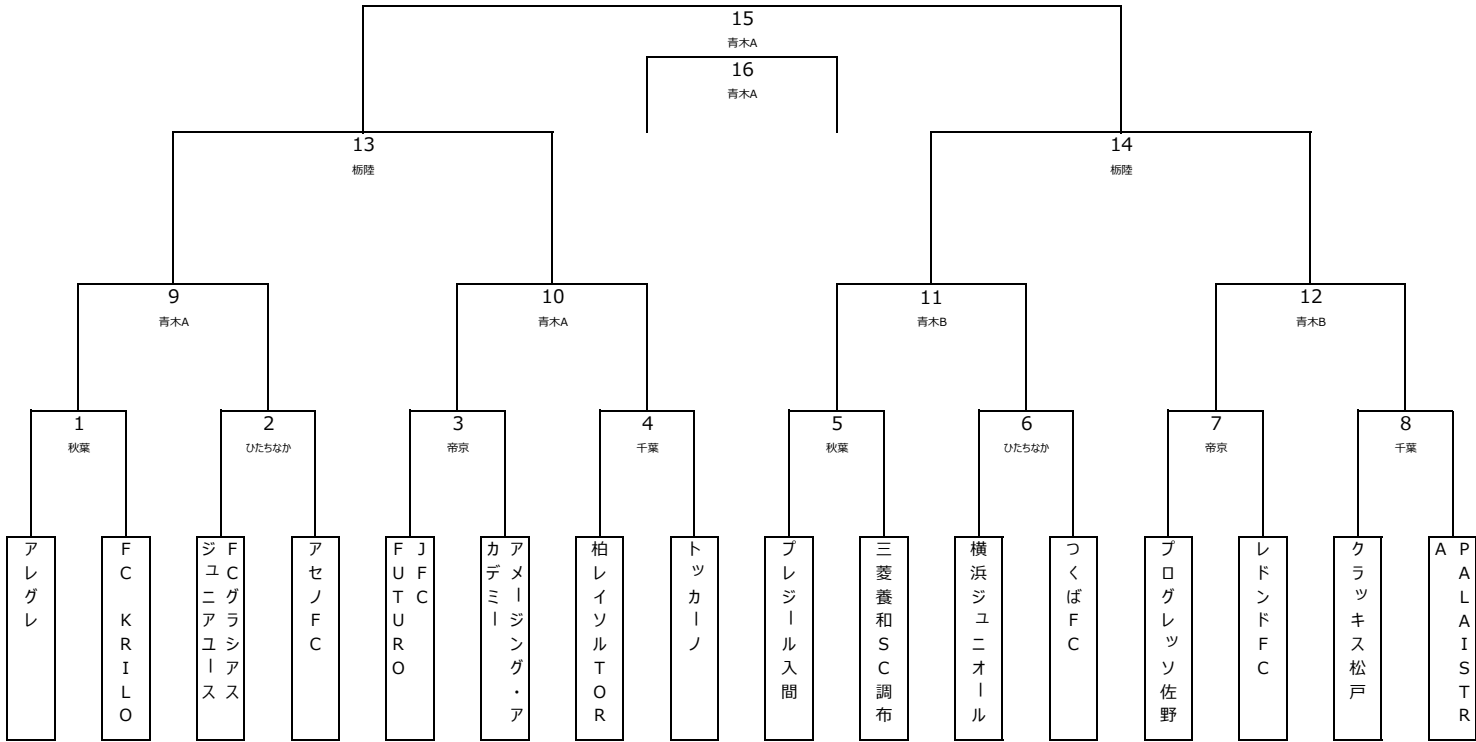 15
青木A
16
青木A
13
栃陸
14
栃陸
9
青木A
10
青木A
11
青木B
12
青木B
1
秋葉
2
ひたちなか
3
帝京
4
千葉
5
秋葉
6
ひたちなか
7
帝京
8
千葉
アレグレ
FC KRILO
FCグラシアス
ジュニアユース
アセノFC
JFC
FUTURO
アメージング・ア
カデミー
柏レイソルTOR
トッカーノ
プレジール入間
三菱養和SC調布
横浜ジュニオール
つくばFC
プログレッソ佐野
レドンドFC
クラッキス松戸
PALAISTR
A